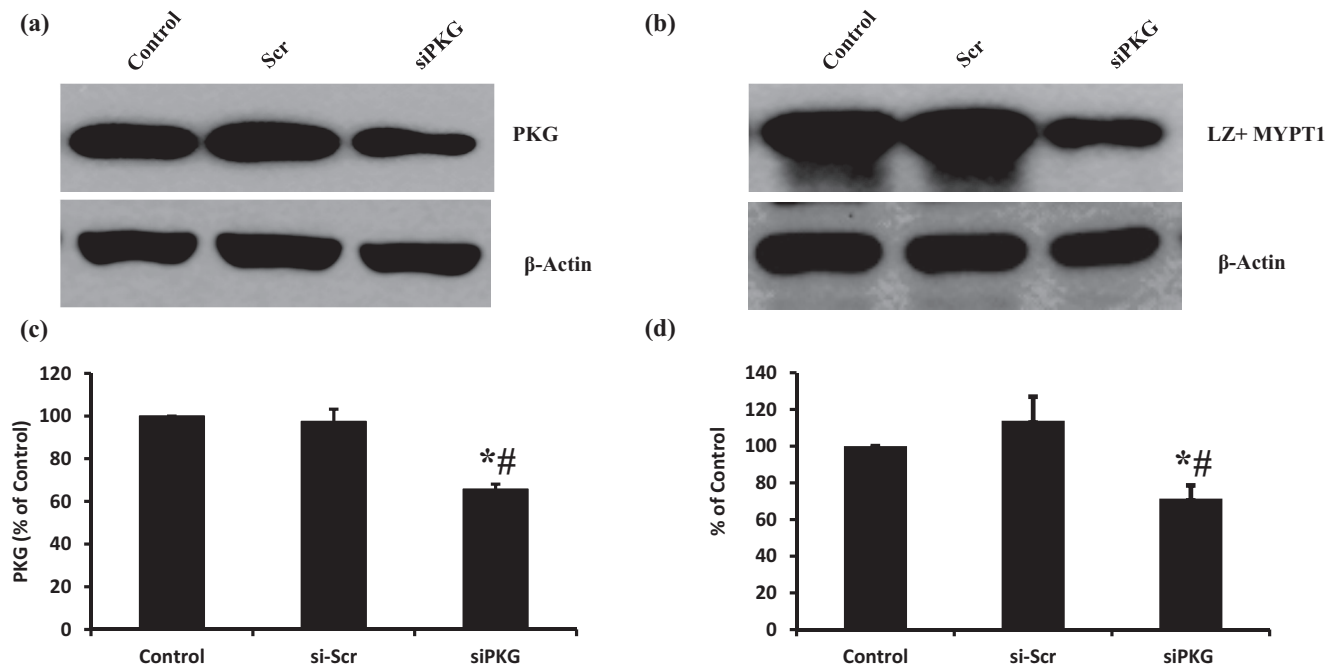 (a)
Control
Scr
siPKG
PKG
β-Actin
(b)
Control
Scr
siPKG
LZ+ MYPT1
β-Actin
(c)
PKG (% of Control)
120
100
80
60
40
20
0
*#
Control
si-Scr
siPKG
(d)
% of Control
140
120
100
80
60
40
20
0
*#
Control
si-Scr
siPKG